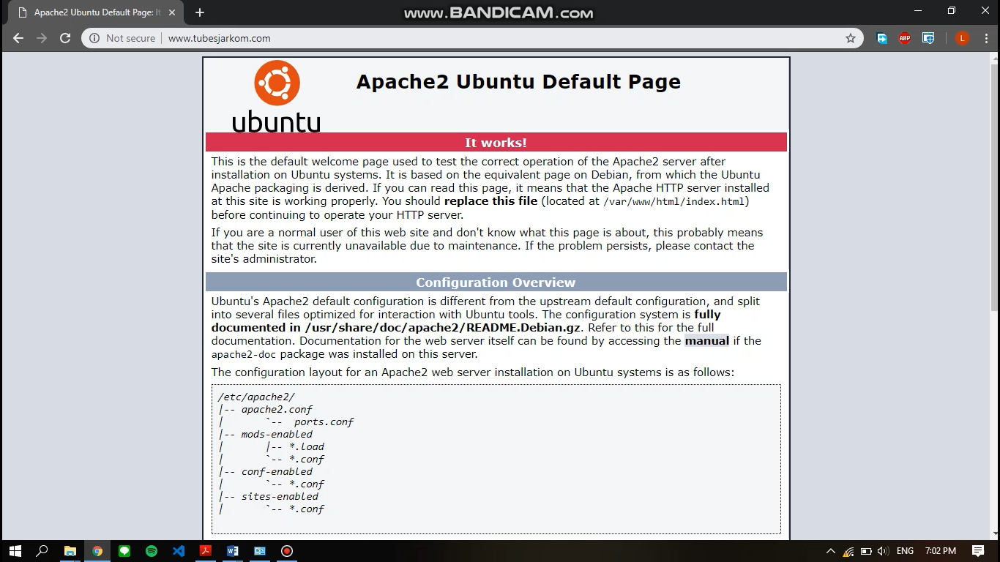 Apache2 Ubuntu Default Page: It
www.BANDICAM.com
Not secure
www.tubesjarkom.com
ABP
L
ubuntu
Apache2 Ubuntu Default Page
It works!
This is the default welcome page used to test the correct operation of the Apache2 server after
installation on Ubuntu systems. It is based on the equivalent page on Debian, from which the Ubuntu
Apache packaging is derived. If you can read this page, it means that the Apache HTTP server installed
at this site is working properly. You should replace this file (located at /var/www/html/index.html)
before continuing to operate your HTTP server.
If you are a normal user of this web site and don't know what this page is about, this probably means
that the site is currently unavailable due to maintenance. If the problem persists, please contact the
site's administrator.
Configuration Overview
Ubuntu's Apache2 default configuration is different from the upstream default configuration, and split
into several files optimized for interaction with Ubuntu tools. The configuration system is fully
documented in /usr/share/doc/apache2/README.Debian.gz. Refer to this for the full
documentation. Documentation for the web server itself can be found by accessing the manual if the
apache2-doc package was installed on this server.
The configuration layout for an Apache2 web server installation on Ubuntu systems is as follows:
/etc/apache2/
|-- apache2.conf
|       `--  ports.conf
|-- mods-enabled
|       |-- *.load
|       `-- *.conf
|-- conf-enabled
|       `-- *.conf
|-- sites-enabled
|       `-- *.conf
ENG
7:02 PM